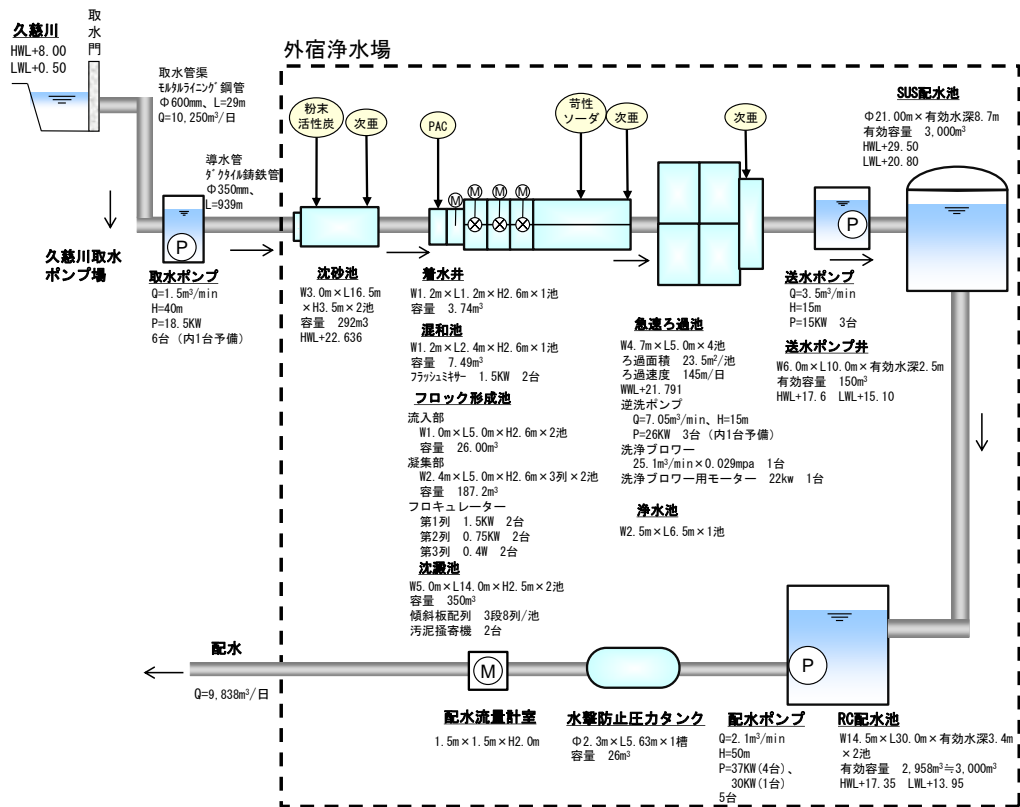 久慈川
HWL+8.00
LWL+0.50
取水門
取水管渠
ﾓﾙﾀﾙﾗｲﾆﾝｸﾞ鋼管
Φ600mm、L=29m
Q=10,250m³/日
導水管
ﾀﾞｸﾀｲﾙ鋳鉄管
Φ350mm、
L=939m
久慈川取水
ポンプ場
P
取水ポンプ
Q=1.5m³/min
H=40m
P=18.5KW
6台（内1台予備）
外宿浄水場
粉末
活性炭
次亜
PAC
苛性
ソーダ
次亜
次亜
M
M
M
M
沈砂池
W3.0m×L16.5m
×H3.5m×2池
容量 292m3
HWL+22.636
着水井
W1.2m×L1.2m×H2.6m×1池
容量 3.74m³
混和池
W1.2m×L2.4m×H2.6m×1池
容量 7.49m³
ﾌﾗｯｼｭﾐｷｻｰ 1.5KW 2台
フロック形成池
流入部
W1.0m×L5.0m×H2.6m×2池
容量 26.00m³
凝集部
W2.4m×L5.0m×H2.6m×3列×2池
容量 187.2m³
フロキュレーター
第1列 1.5KW 2台
第2列 0.75KW 2台
第3列 0.4W 2台
沈澱池
W5.0m×L14.0m×H2.5m×2池
容量 350m³
傾斜板配列 3段8列/池
汚泥掻寄機 2台
急速ろ過池
W4.7m×L5.0m×4池
ろ過面積 23.5m²/池
ろ過速度 145m/日
WWL+21.791
逆洗ポンプ
Q=7.05m³/min、H=15m
P=26KW 3台（内1台予備）
洗浄ブロワー
25.1m³/min×0.029mpa 1台
洗浄ブロワー用モーター 22kw 1台
浄水池
W2.5m×L6.5m×1池
P
送水ポンプ
Q=3.5m³/min
H=15m
P=15KW 3台
送水ポンプ井
W6.0m×L10.0m×有効水深2.5m
有効容量 150m³
HWL+17.6 LWL+15.10
SUS配水池
Φ21.00m×有効水深8.7m
有効容量 3,000m³
HWL+29.50
LWL+20.80
配水
Q=9,838m³/日
M
配水流量計室
1.5m×1.5m×H2.0m
水撃防止圧力タンク
Φ2.3m×L5.63m×1槽
容量 26m³
P
配水ポンプ
Q=2.1m³/min
H=50m
P=37KW(4台)、
30KW(1台)
5台
RC配水池
W14.5m×L30.0m×有効水深3.4m
×2池
有効容量 2,958m³≒3,000m³
HWL+17.35 LWL+13.95